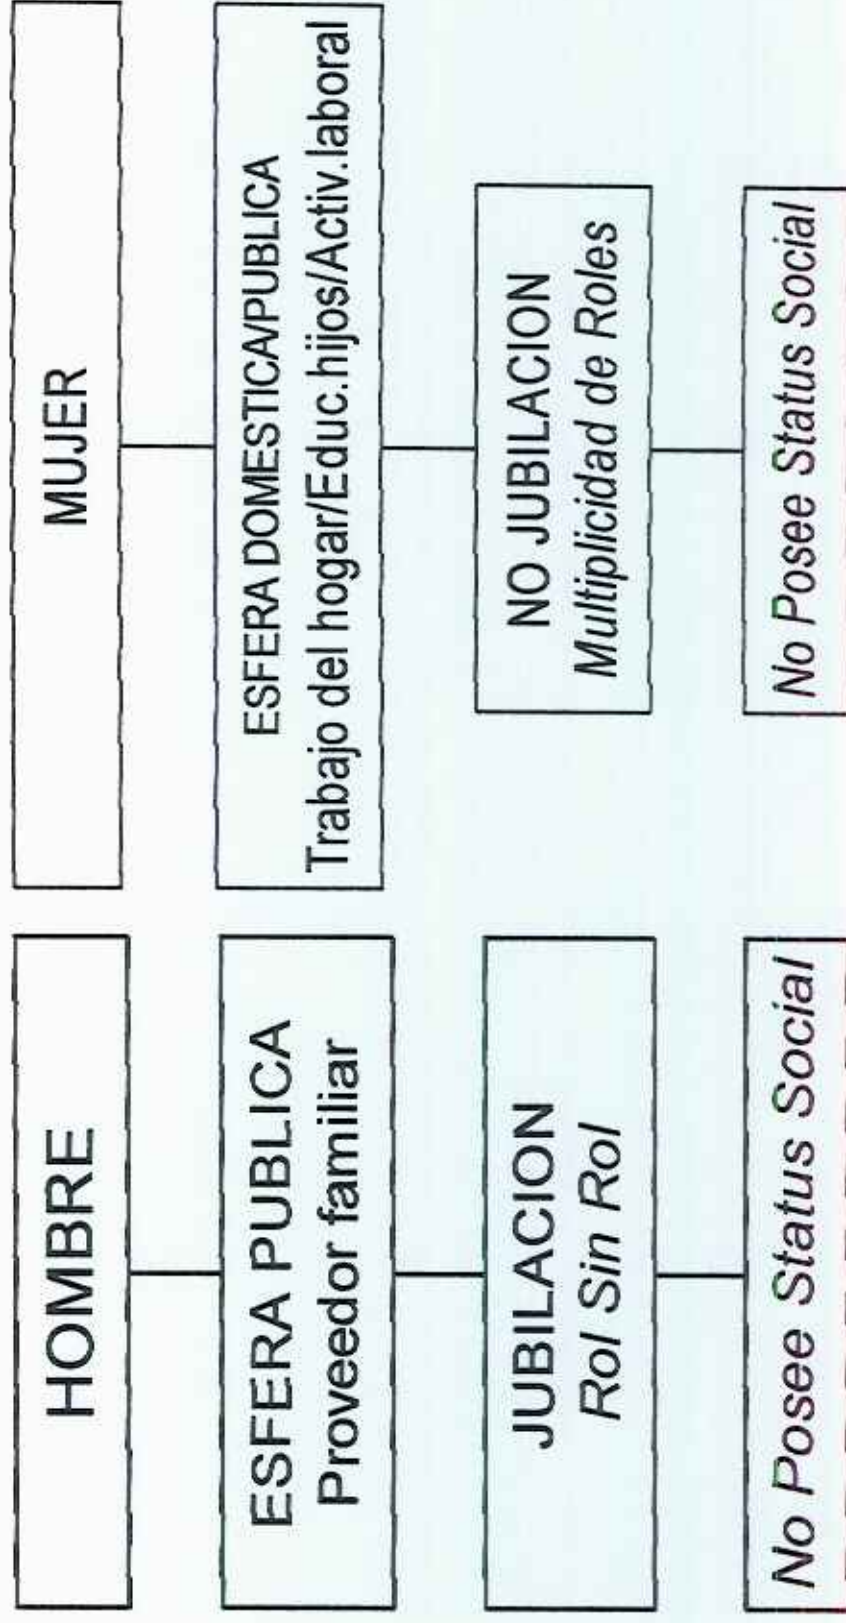 HOMBRE
ESFERA PUBLICA
Proveedor familiar
JUBILACION
Rol Sin Rol
No Posee Status Social
MUJER
ESFERA DOMESTICA/PUBLICA
Trabajo del hogar/Educ.hijos/Activ.laboral
NO JUBILACION
Multiplicidad de Roles
No Posee Status Social